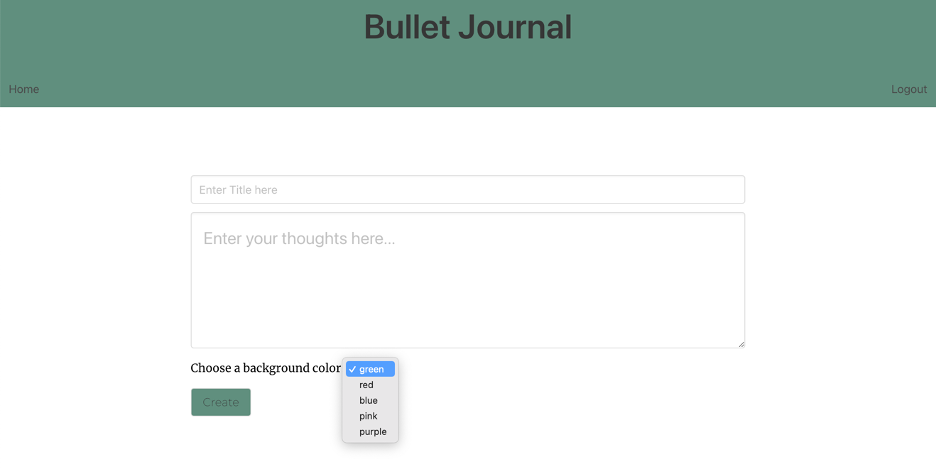 Bullet Journal
Home
Logout
Enter Title here
Enter your thoughts here...
Choose a background color
green
red
blue
pink
purple
Create